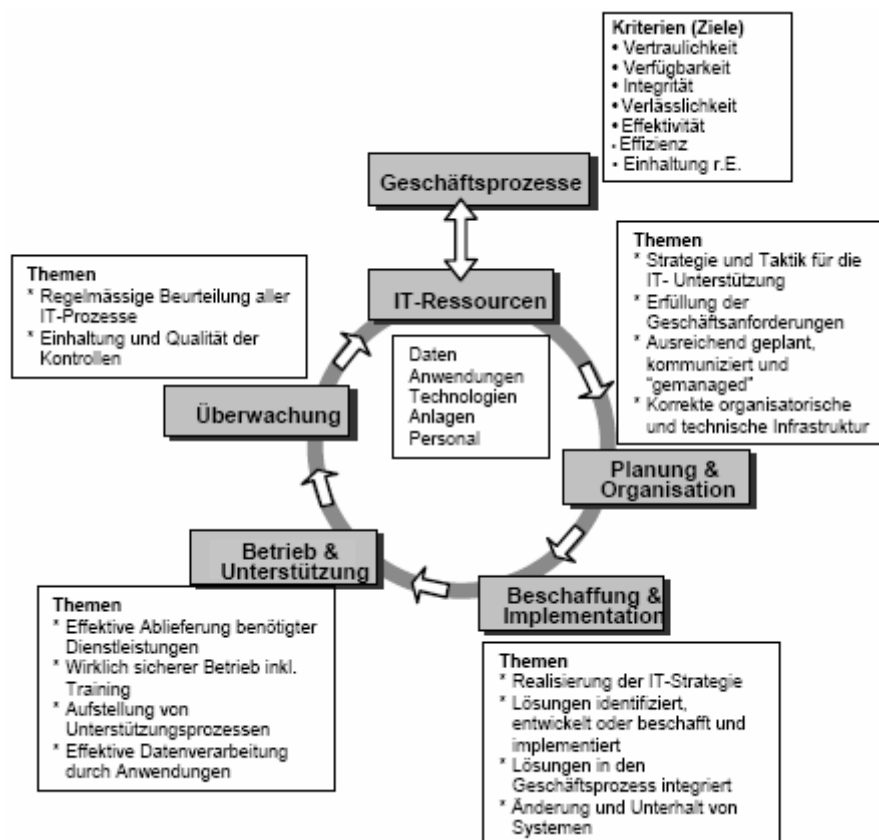 Kriterien (Ziele)
• Vertraulichkeit
• Verfügbarkeit
• Integrität
• Verlässlichkeit
• Effektivität
• Effizienz
• Einhaltung r.E.
Geschäftsprozesse
IT-Ressourcen
Daten
Anwendungen
Technologien
Anlagen
Personal
Themen
* Strategie und Taktik für die
IT- Unterstützung
* Erfüllung der
Geschäftsanforderungen
* Ausreichend geplant,
kommuniziert und
“gemanaged”
* Korrekte organisatorische
und technische Infrastruktur
Planung &
Organisation
Beschaffung &
Implementation
Themen
* Realisierung der IT-Strategie
* Lösungen identifiziert,
entwickelt oder beschafft und
implementiert
* Lösungen in den
Geschäftsprozess integriert
* Änderung und Unterhalt von
Systemen
Betrieb &
Unterstützung
Themen
* Effektive Ablieferung benötigter
Dienstleistungen
* Wirklich sicherer Betrieb inkl.
Training
* Aufstellung von
Unterstützungsprozessen
* Effektive Datenverarbeitung
durch Anwendungen
Überwachung
Themen
* Regelmässige Beurteilung aller
IT-Prozesse
* Einhaltung und Qualität der
Kontrollen